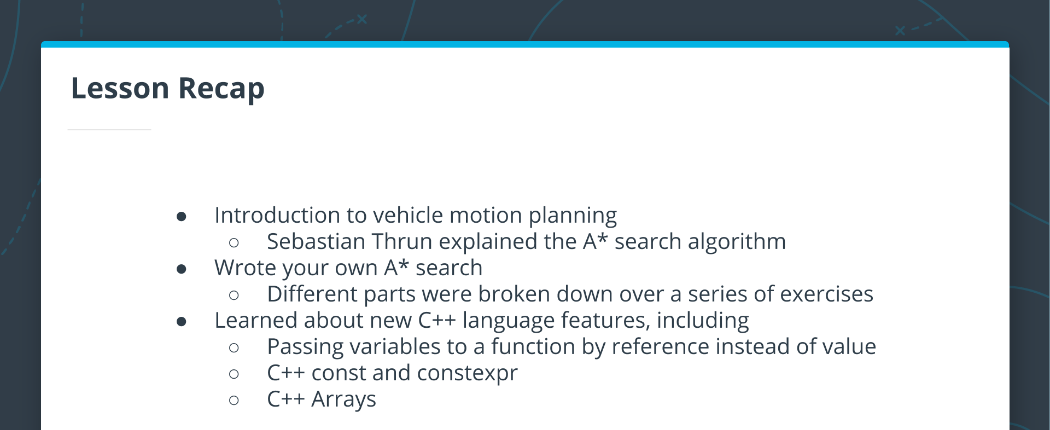 Lesson Recap
● Introduction to vehicle motion planning
○ Sebastian Thrun explained the A* search algorithm
● Wrote your own A* search
○ Different parts were broken down over a series of exercises
● Learned about new C++ language features, including
○ Passing variables to a function by reference instead of value
○ C++ const and constexpr
○ C++ Arrays